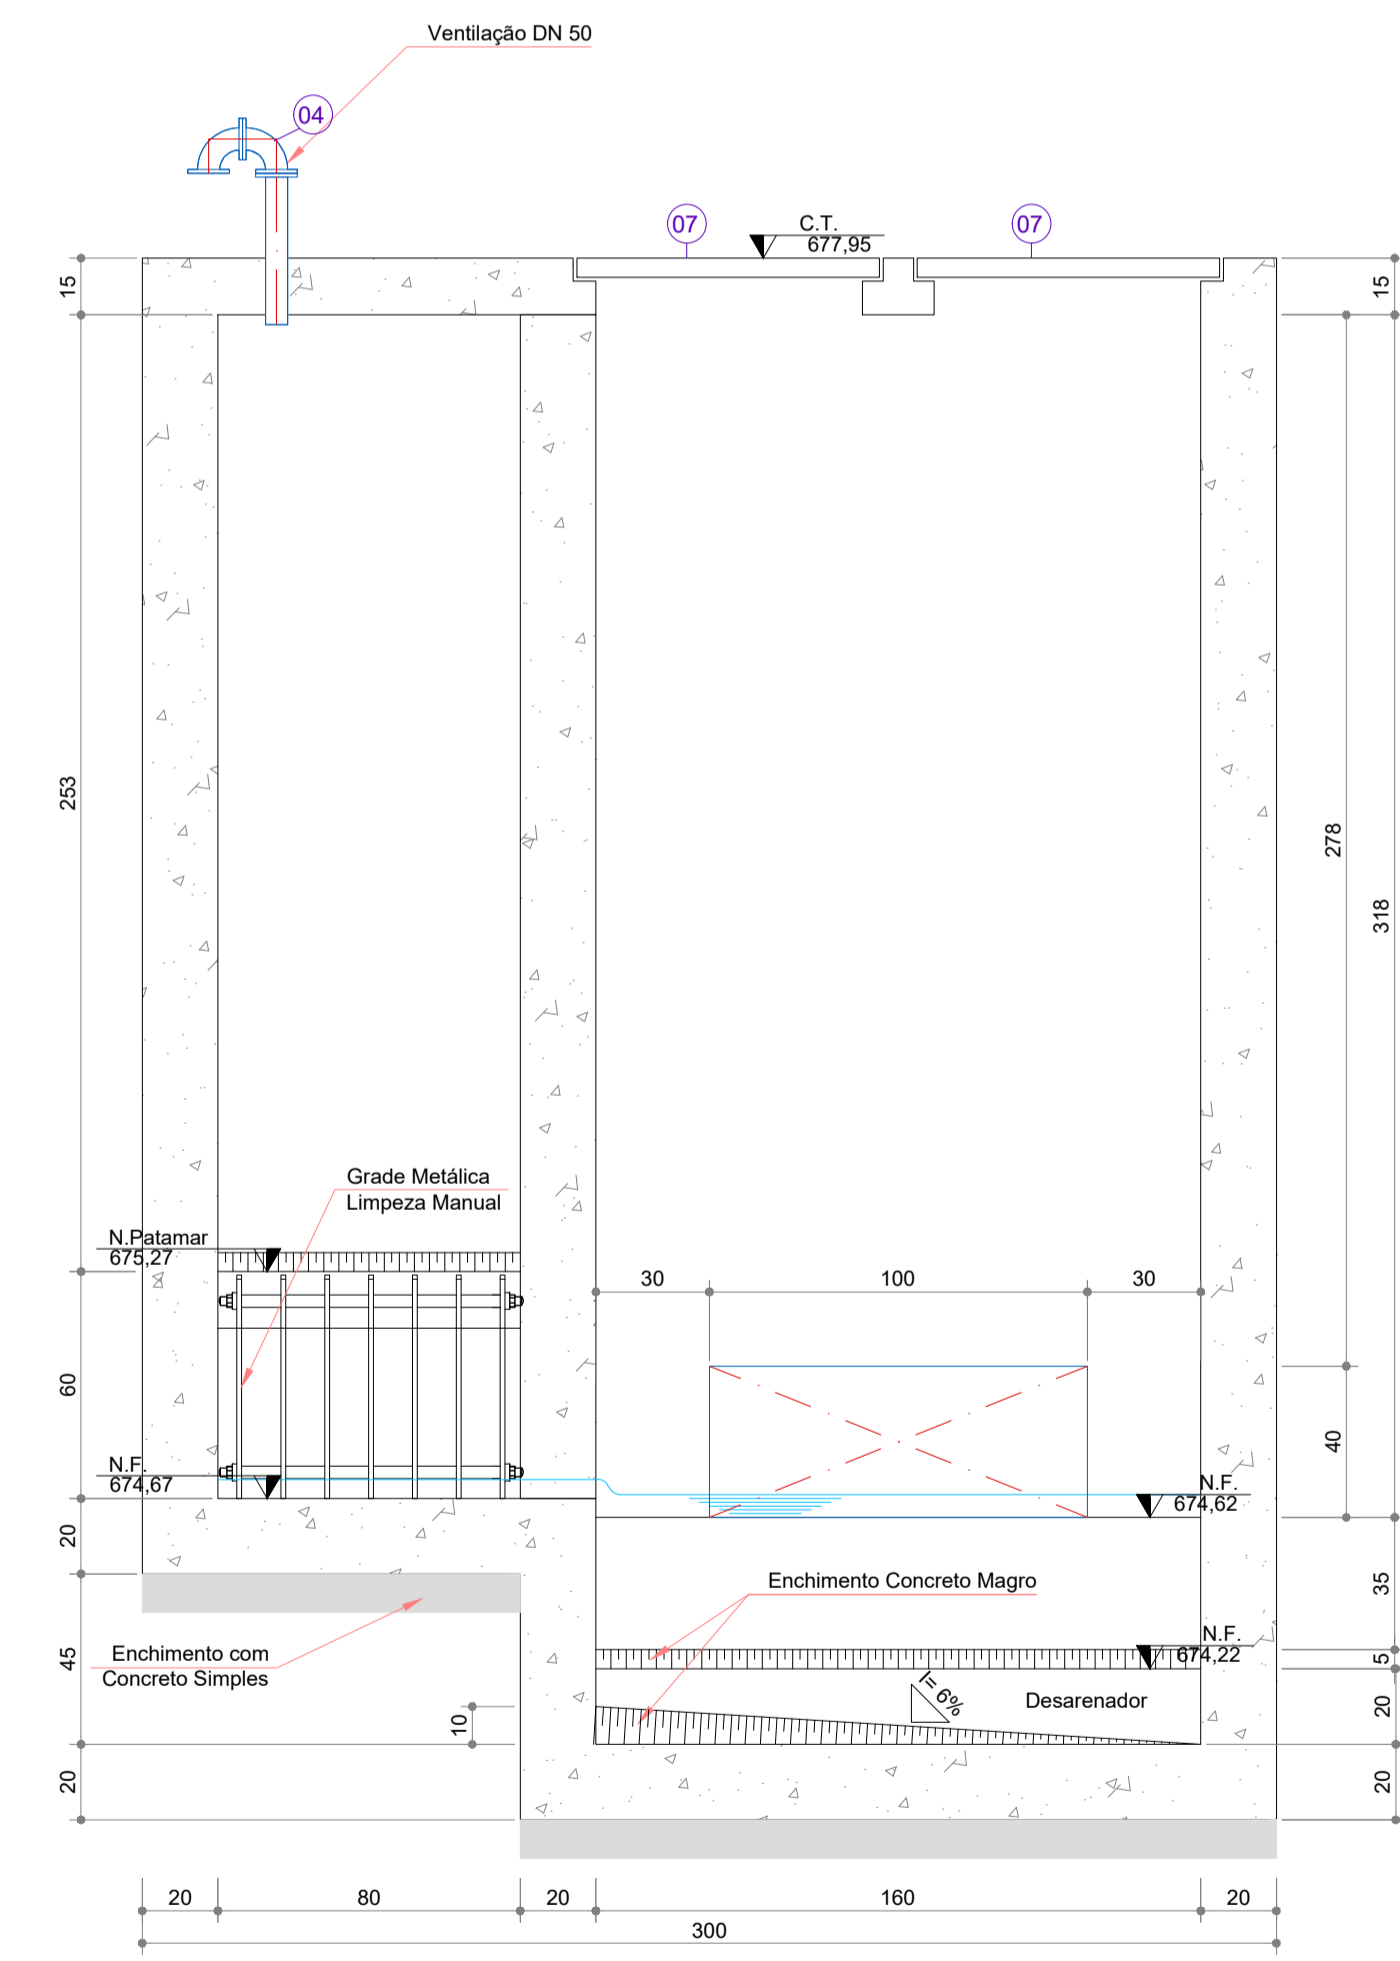 Ventilação DN 50
04
07
C.T.
677,95
07
15
15
253
278
318
Grade Metálica
Limpeza Manual
N.Patamar
675,27
30
100
30
60
40
N.F.
674,67
N.F.
674,62
20
35
Enchimento Concreto Magro
Enchimento com
Concreto Simples
45
N.F.
674,22
5
I= 6%
Desarenador
20
10
20
20
20
80
20
160
20
300